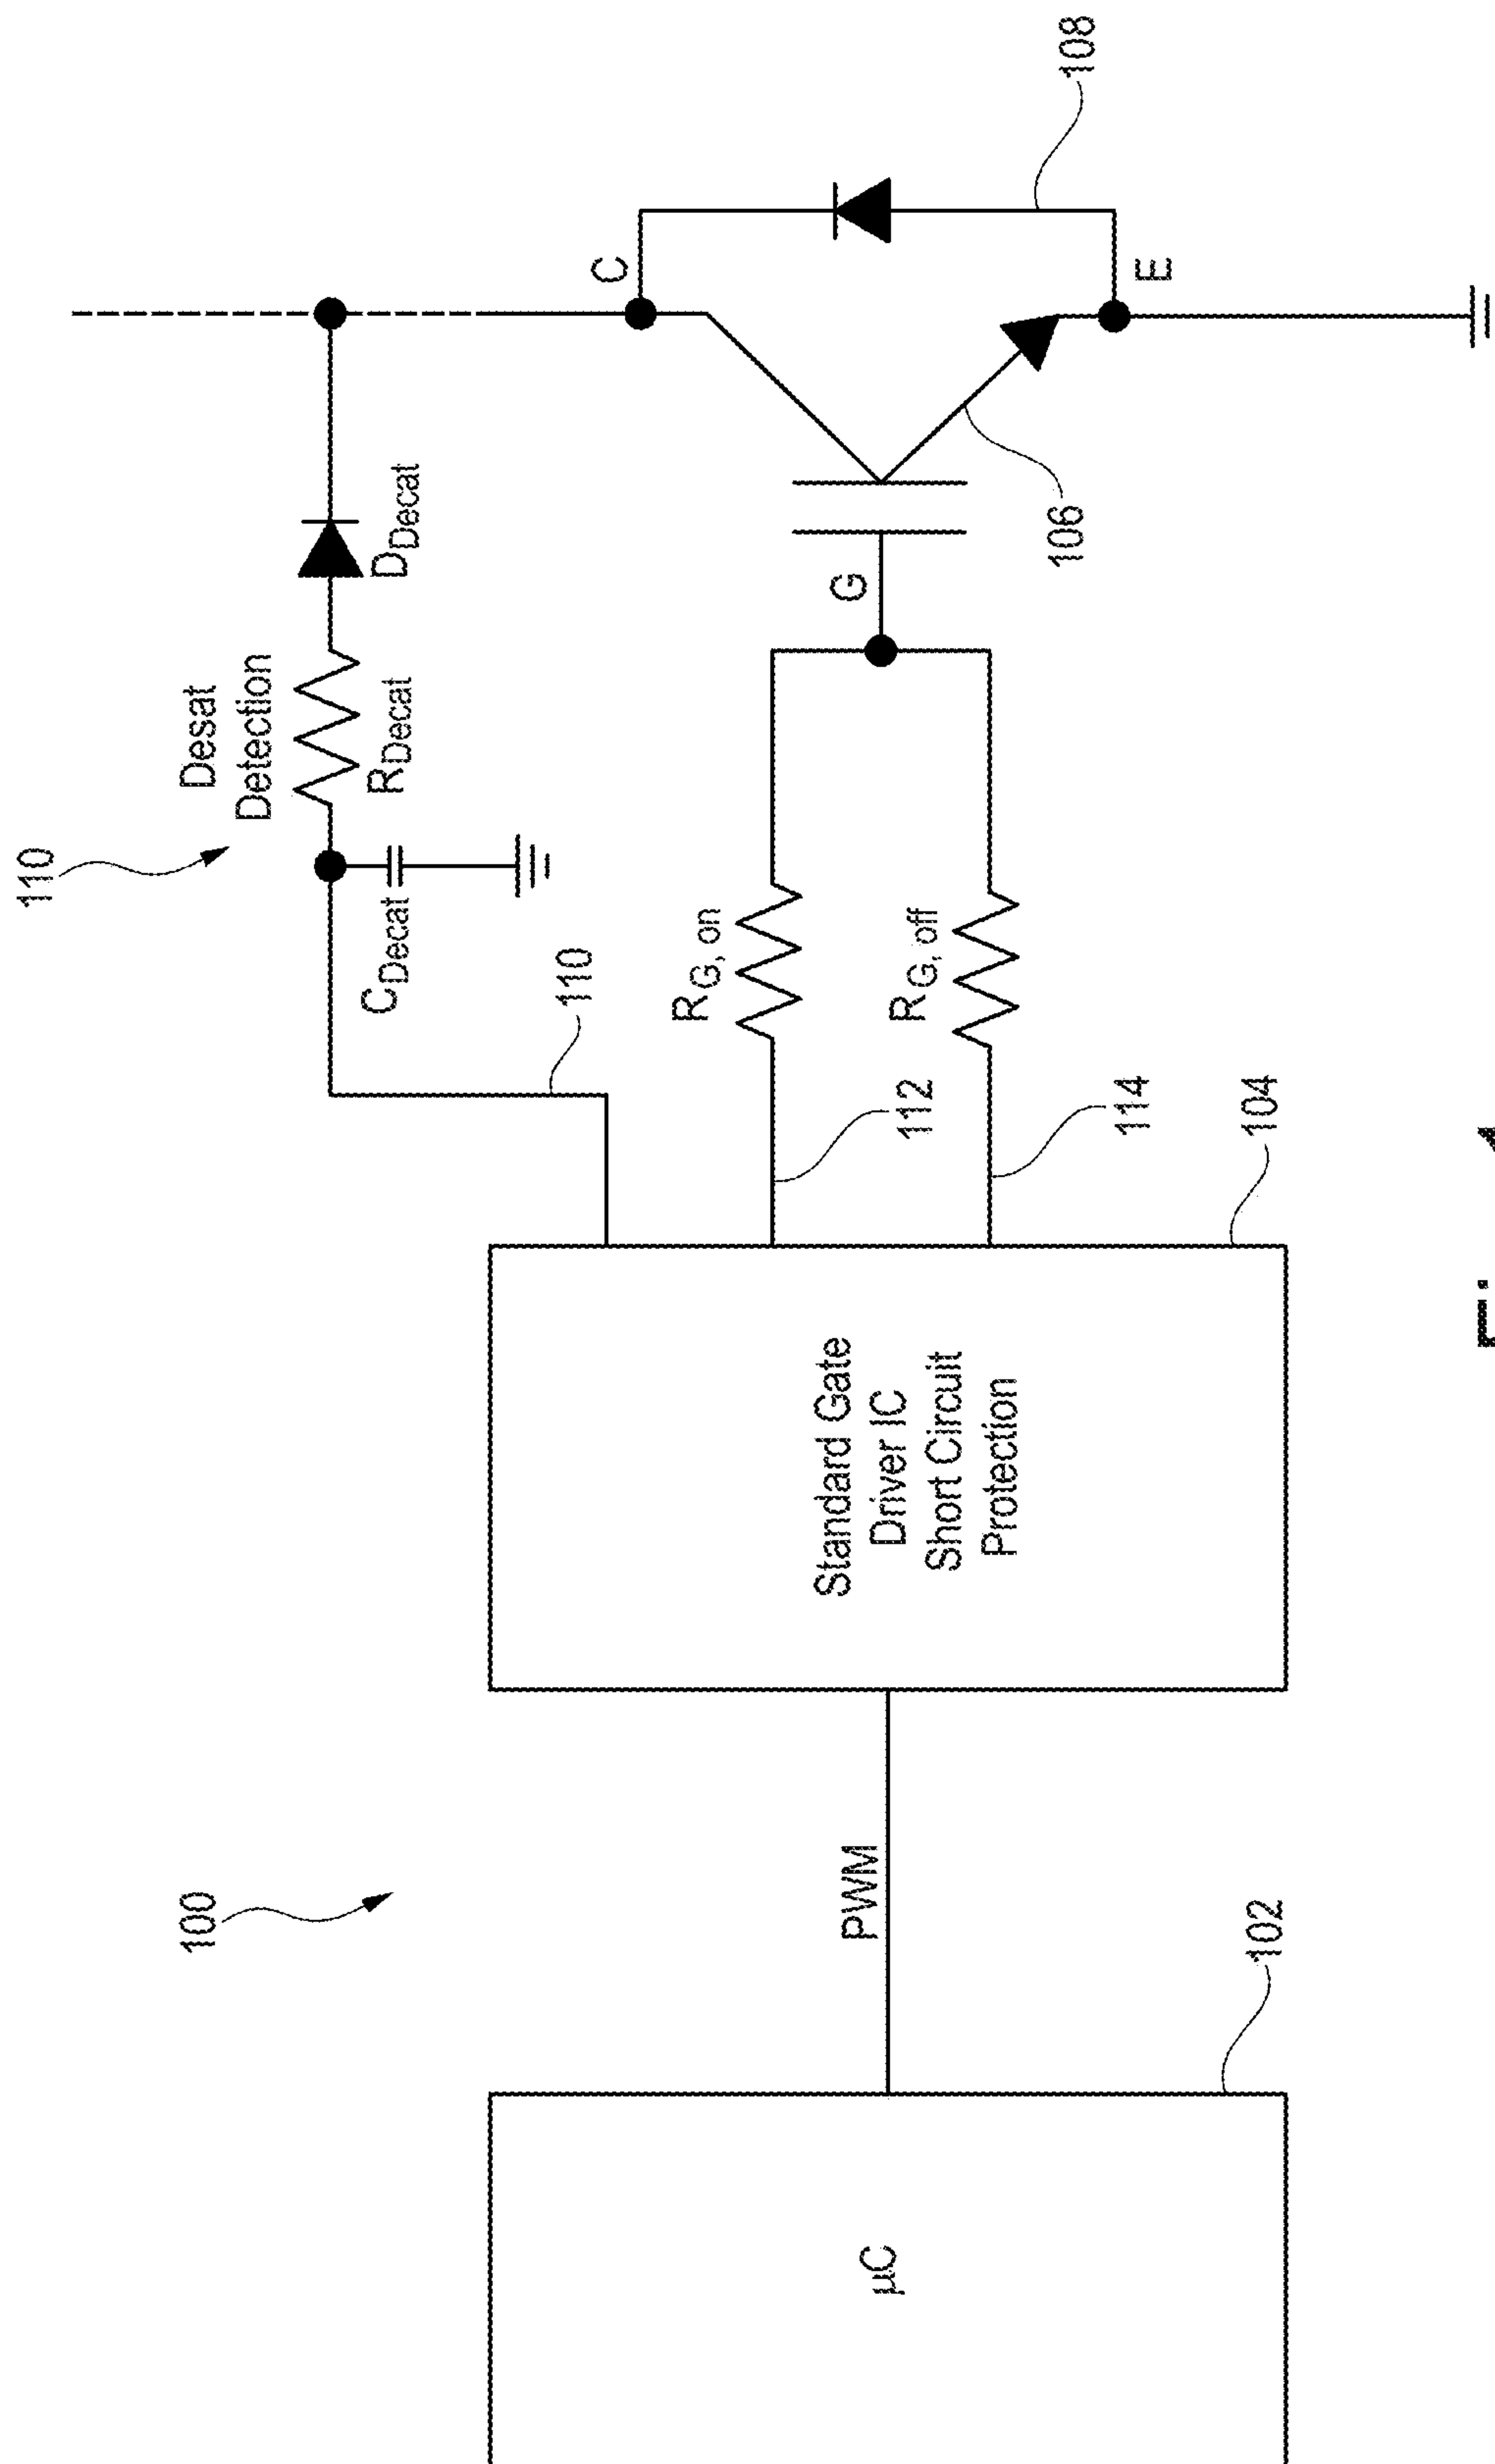 100
110
Desat
Detection
R_Decat
D_Decat
C_Decat
110
R_G, on
R_G, off
112
114
G
C
E
106
108
µC
102
PWM
Standard Gate
Driver IC
Short Circuit
Protection
104